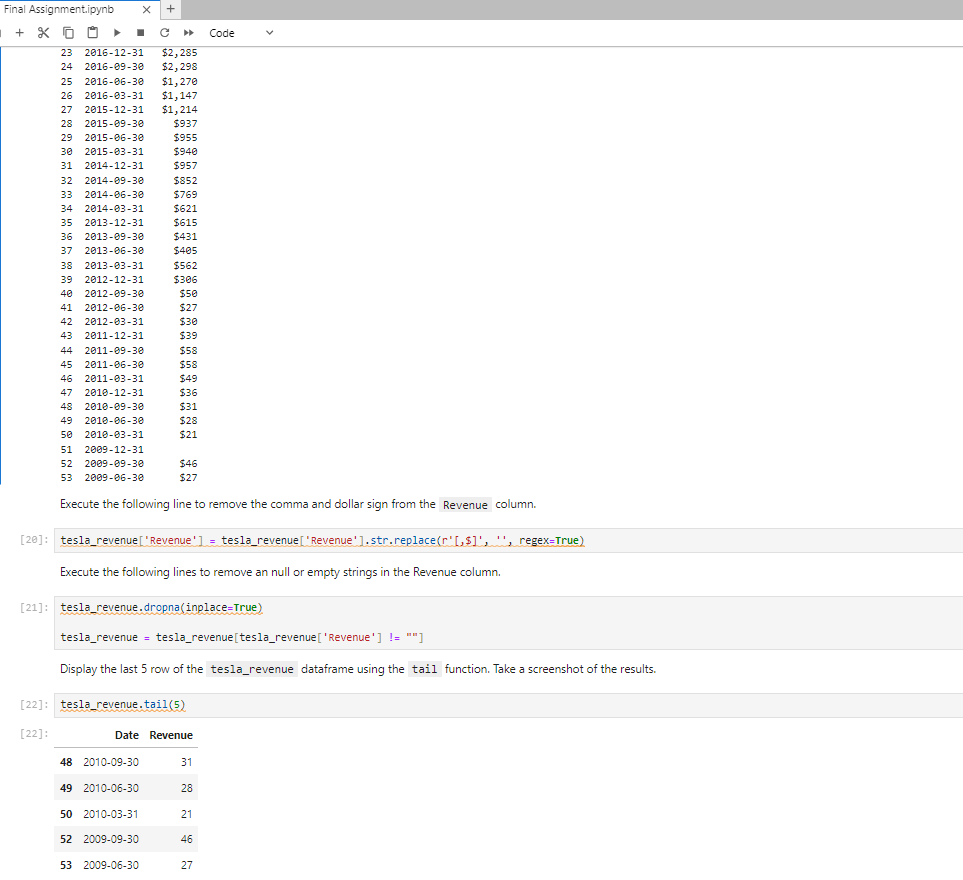 Final Assignment.ipynb
Code
23 2016-12-31 $2,285
24 2016-09-30 $2,298
25 2016-06-30 $1,270
26 2016-03-31 $1,147
27 2015-12-31 $1,214
28 2015-09-30 $937
29 2015-06-30 $955
30 2015-03-31 $940
31 2014-12-31 $957
32 2014-09-30 $852
33 2014-06-30 $769
34 2014-03-31 $621
35 2013-12-31 $615
36 2013-09-30 $431
37 2013-06-30 $405
38 2013-03-31 $562
39 2012-12-31 $306
40 2012-09-30 $50
41 2012-06-30 $27
42 2012-03-31 $30
43 2011-12-31 $39
44 2011-09-30 $58
45 2011-06-30 $58
46 2011-03-31 $49
47 2010-12-31 $36
48 2010-09-30 $31
49 2010-06-30 $28
50 2010-03-31 $21
51 2009-12-31
52 2009-09-30 $46
53 2009-06-30 $27
Execute the following line to remove the comma and dollar sign from the Revenue column.
[20]: tesla_revenue['Revenue'] = tesla_revenue['Revenue'].str.replace(r'[,$]', '', regex=True)
Execute the following lines to remove an null or empty strings in the Revenue column.
[21]: tesla_revenue.dropna(inplace=True)
tesla_revenue = tesla_revenue[tesla_revenue['Revenue'] != ""]
Display the last 5 row of the tesla_revenue dataframe using the tail function. Take a screenshot of the results.
[22]: tesla_revenue.tail(5)
[22]: Date Revenue
48 2010-09-30 31
49 2010-06-30 28
50 2010-03-31 21
52 2009-09-30 46
53 2009-06-30 27